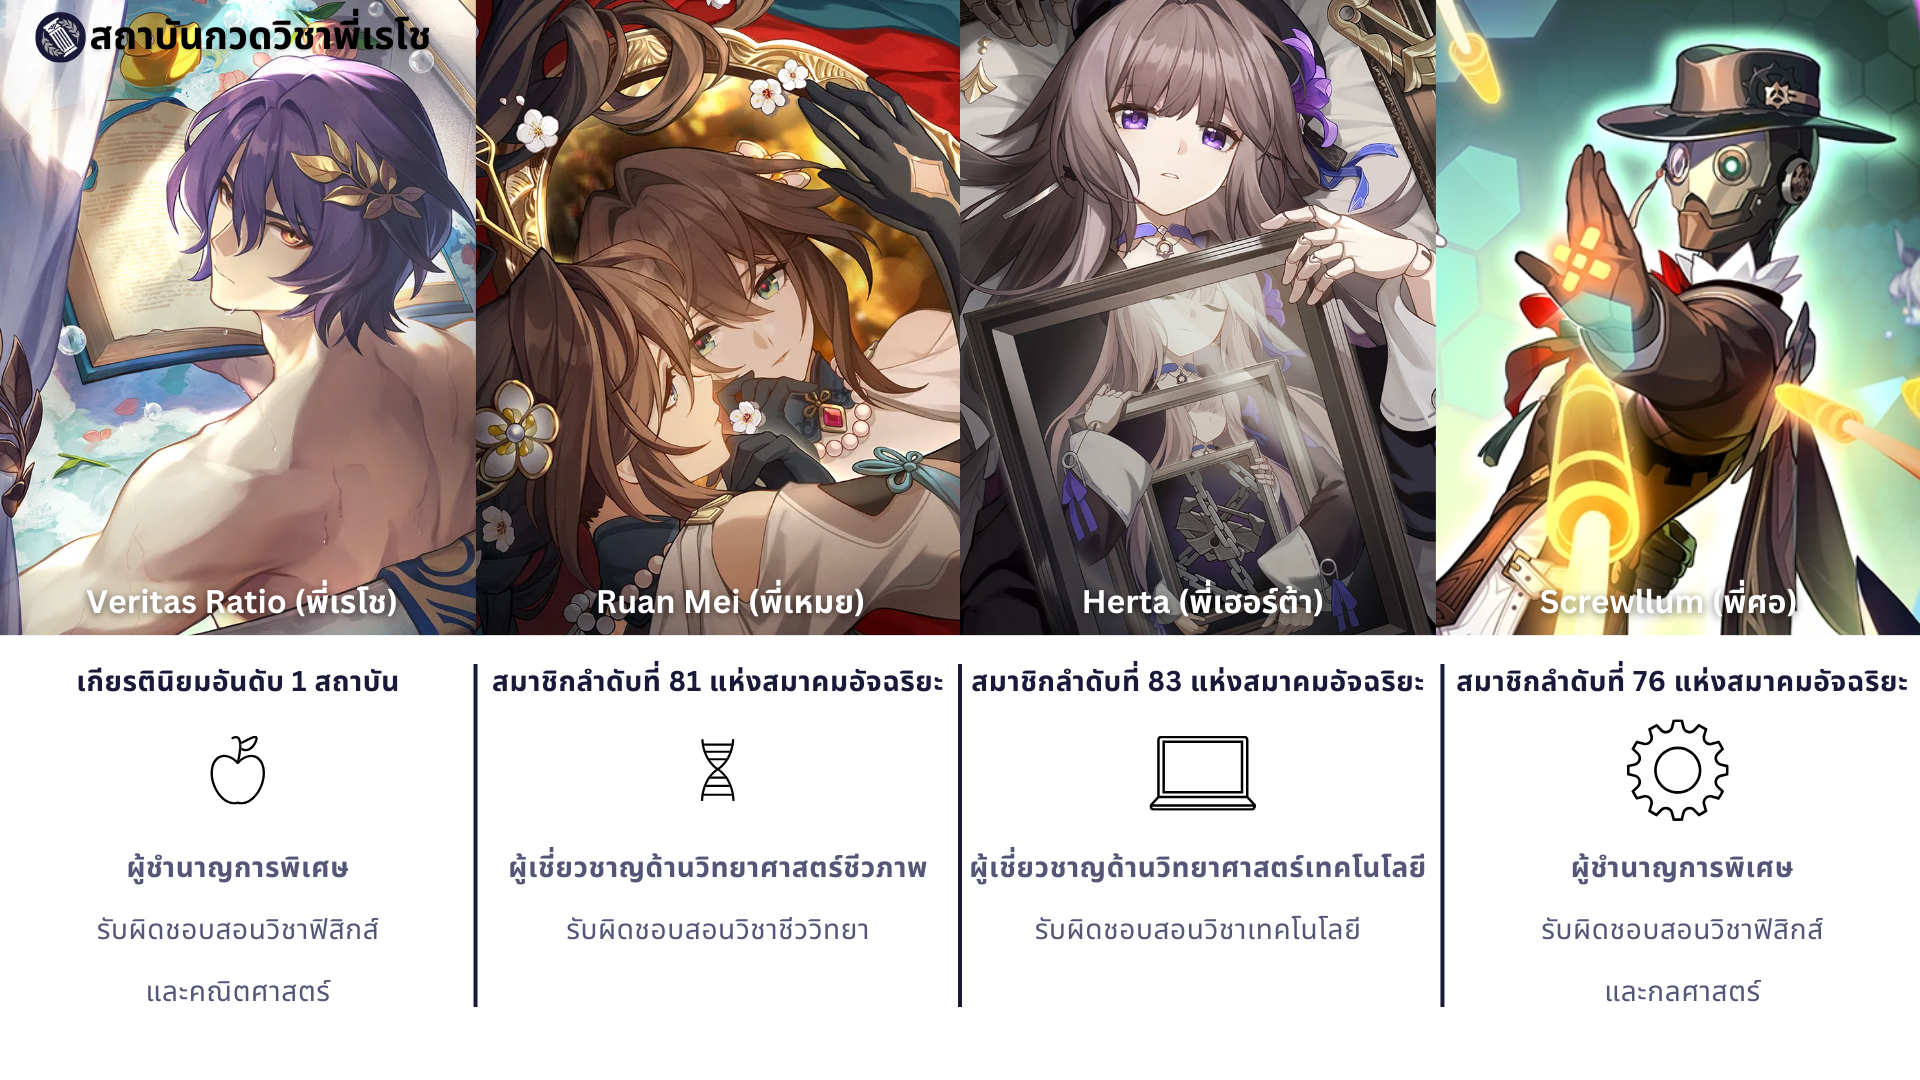 สถาบันกวดวิชาพี่เรโช
Veritas Ratio (พี่เรโช)
Ruan Mei (พี่เหมย)
Herta (พี่เฮอร์ต้า)
Screwllum (พี่ศอ)
เกียรตินิยมอันดับ 1 สถาบัน
ผู้ชำนาญการพิเศษ
รับผิดชอบสอนวิชาฟิสิกส์
และคณิตศาสตร์
สมาชิกลำดับที่ 81 แห่งสมาคมอัจฉริยะ
ผู้เชี่ยวชาญด้านวิทยาศาสตร์ชีวภาพ
รับผิดชอบสอนวิชาชีววิทยา
สมาชิกลำดับที่ 83 แห่งสมาคมอัจฉริยะ
ผู้เชี่ยวชาญด้านวิทยาศาสตร์เทคโนโลยี
รับผิดชอบสอนวิชาเทคโนโลยี
สมาชิกลำดับที่ 76 แห่งสมาคมอัจฉริยะ
ผู้ชำนาญการพิเศษ
รับผิดชอบสอนวิชาฟิสิกส์
และกลศาสตร์